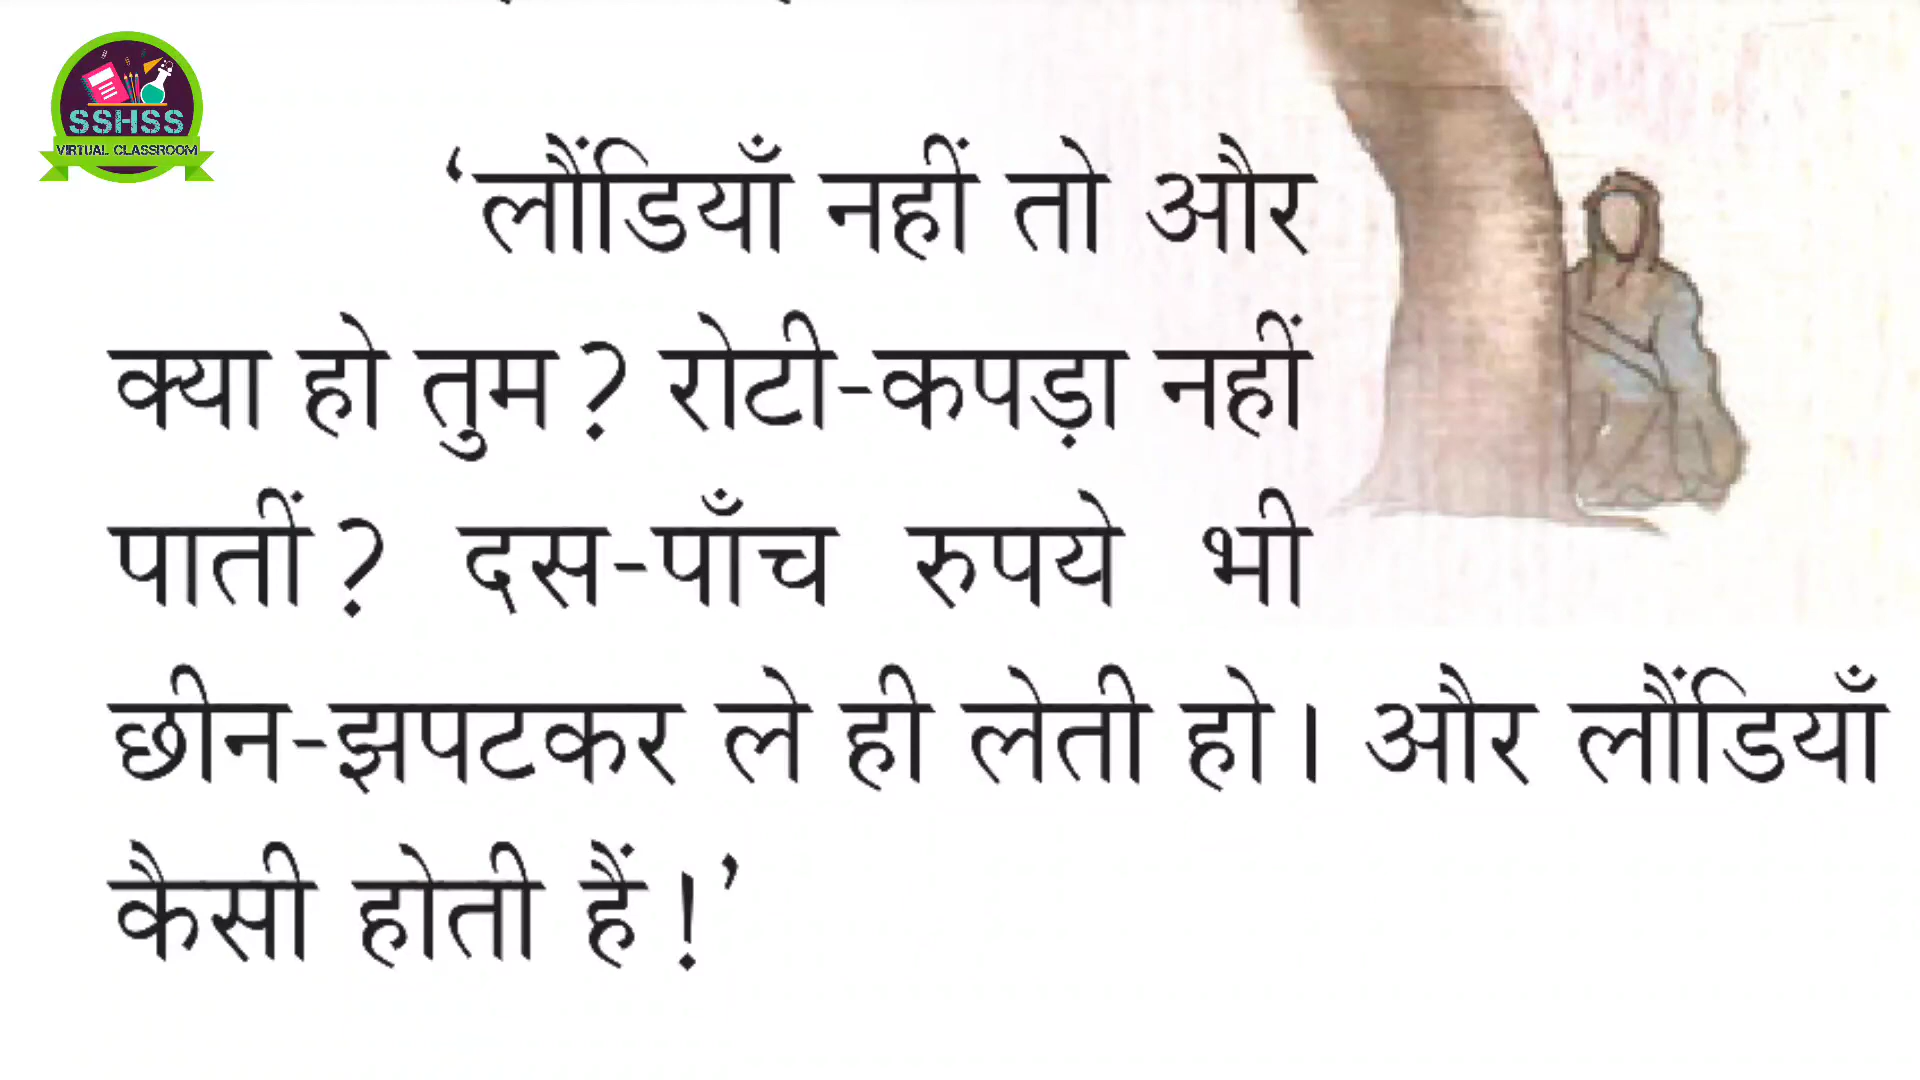 SSHSS
VIRTUAL CLASSROOM
‘लौंडियाँ नहीं तो और
क्या हो तुम? रोटी-कपड़ा नहीं
पातीं? दस-पाँच रुपये भी
छीन-झपटकर ले ही लेती हो। और लौंडियाँ
कैसी होती हैं!’